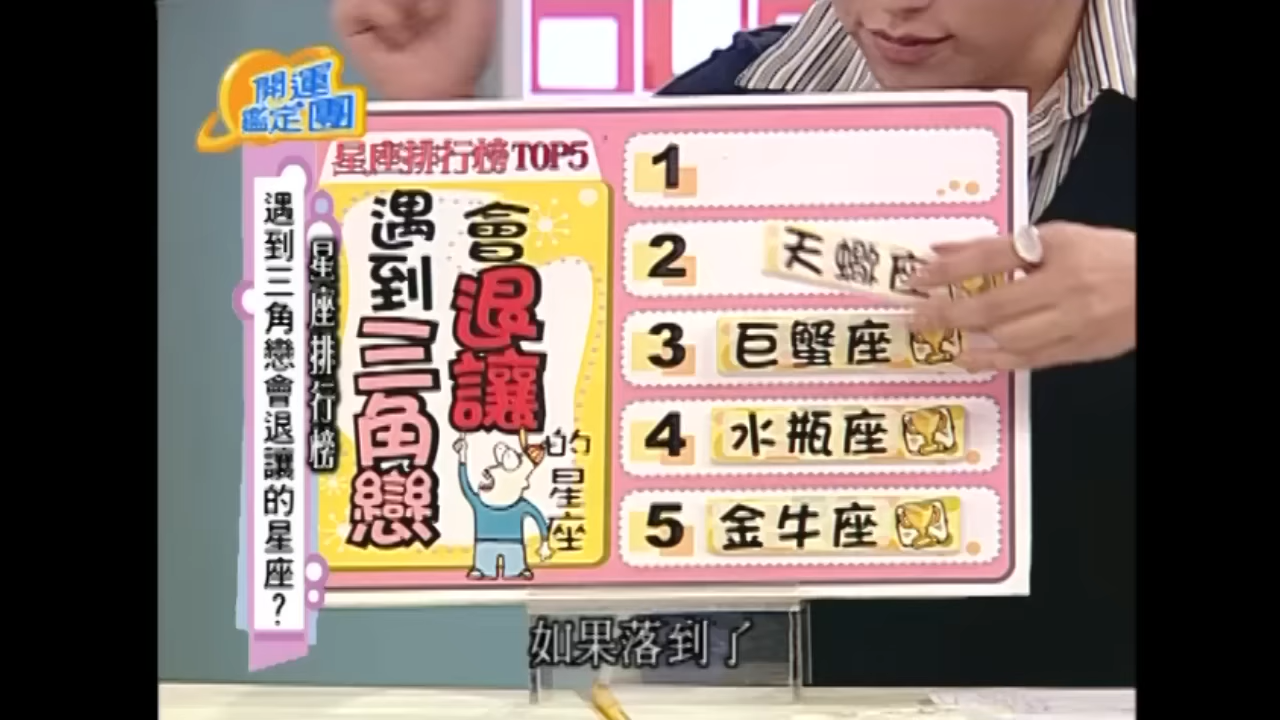 開運
鑑定團
遇到三角戀會退讓的星座？
星座排行榜
星座排行榜TOP5
遇到三角戀
會退讓
的星座
1
2 天蠍座
3 巨蟹座
4 水瓶座
5 金牛座
如果落到了